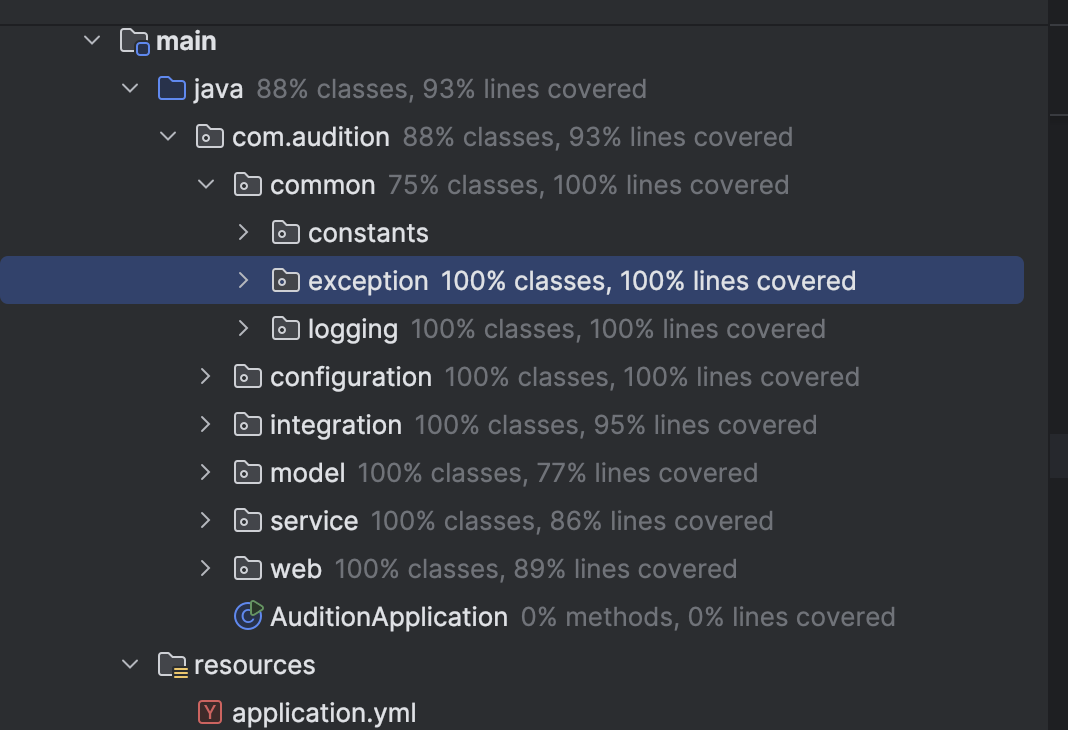 main
java 88% classes, 93% lines covered
com.audition 88% classes, 93% lines covered
common 75% classes, 100% lines covered
constants
exception 100% classes, 100% lines covered
logging 100% classes, 100% lines covered
configuration 100% classes, 100% lines covered
integration 100% classes, 95% lines covered
model 100% classes, 77% lines covered
service 100% classes, 86% lines covered
web 100% classes, 89% lines covered
AuditionApplication 0% methods, 0% lines covered
resources
Y application.yml